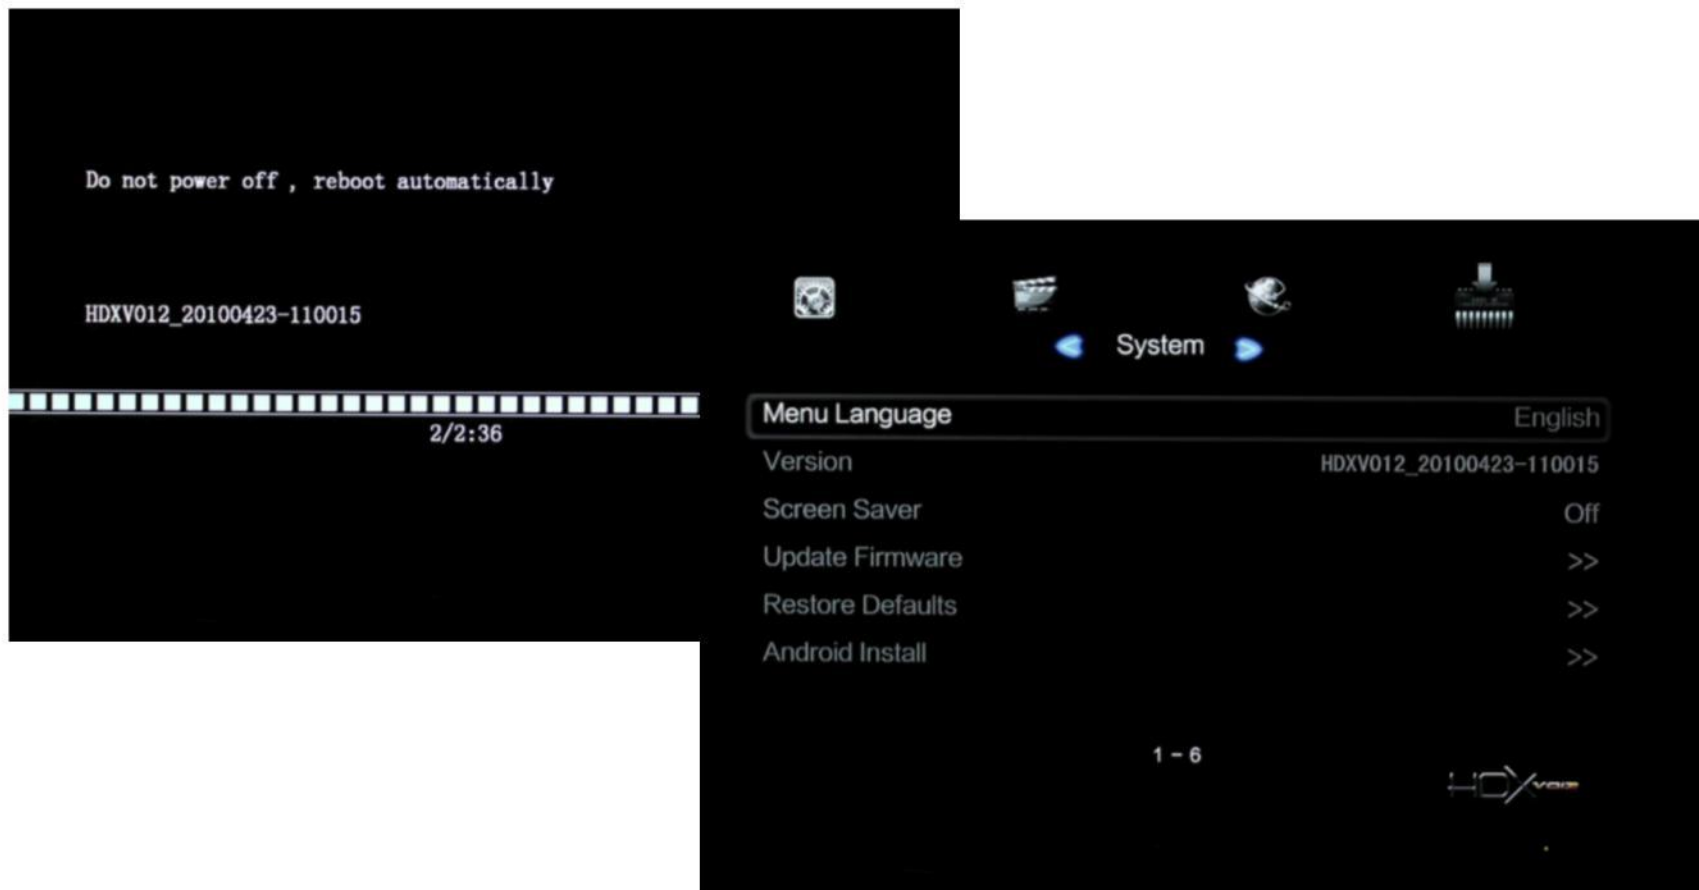 Do not power off , reboot automatically
HDXV012_20100423-110015
2/2:36
System
Menu Language English
Version HDXV012_20100423-110015
Screen Saver Off
Update Firmware >>
Restore Defaults >>
Android Install >>
1 - 6
HDX